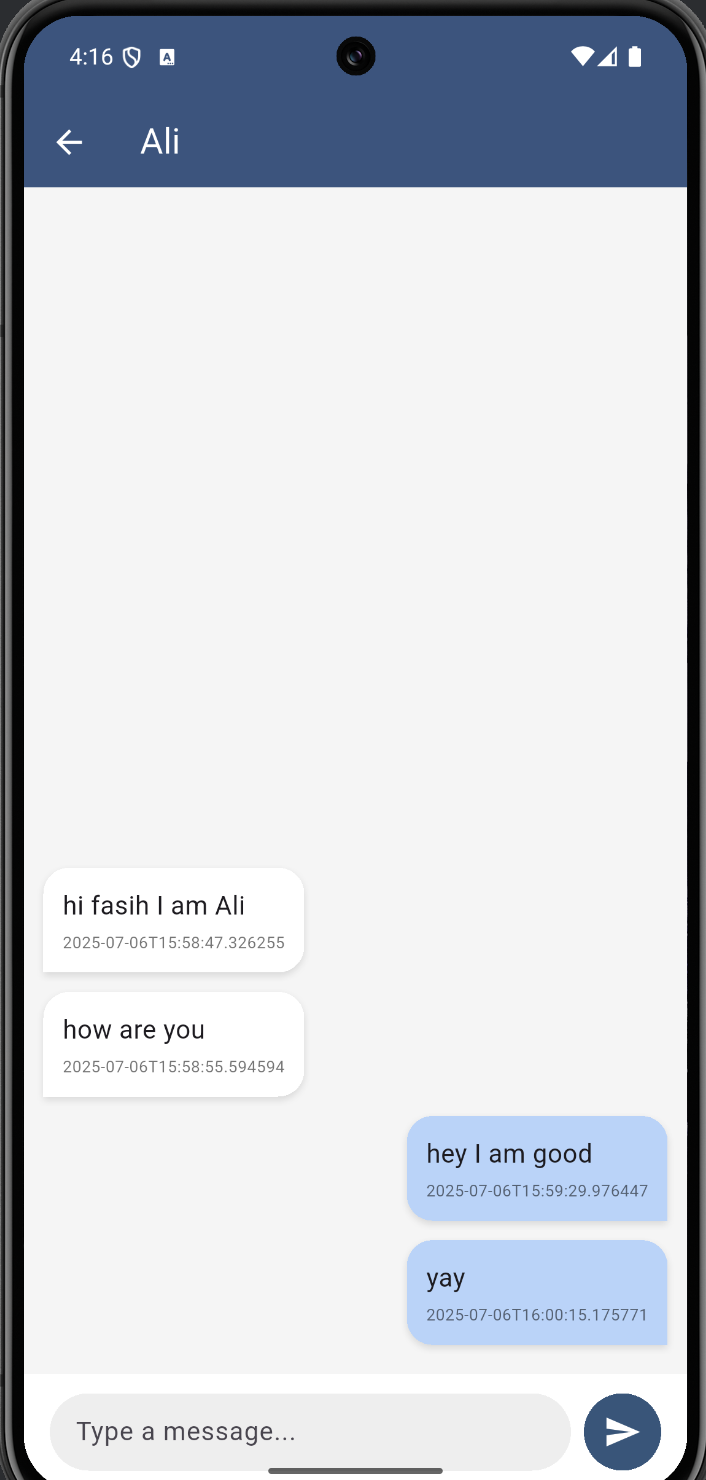 4:16
Ali
hi fasih I am Ali
2025-07-06T15:58:47.326255
how are you
2025-07-06T15:58:55.594594
hey I am good
2025-07-06T15:59:29.976447
yay
2025-07-06T16:00:15.175771
Type a message...